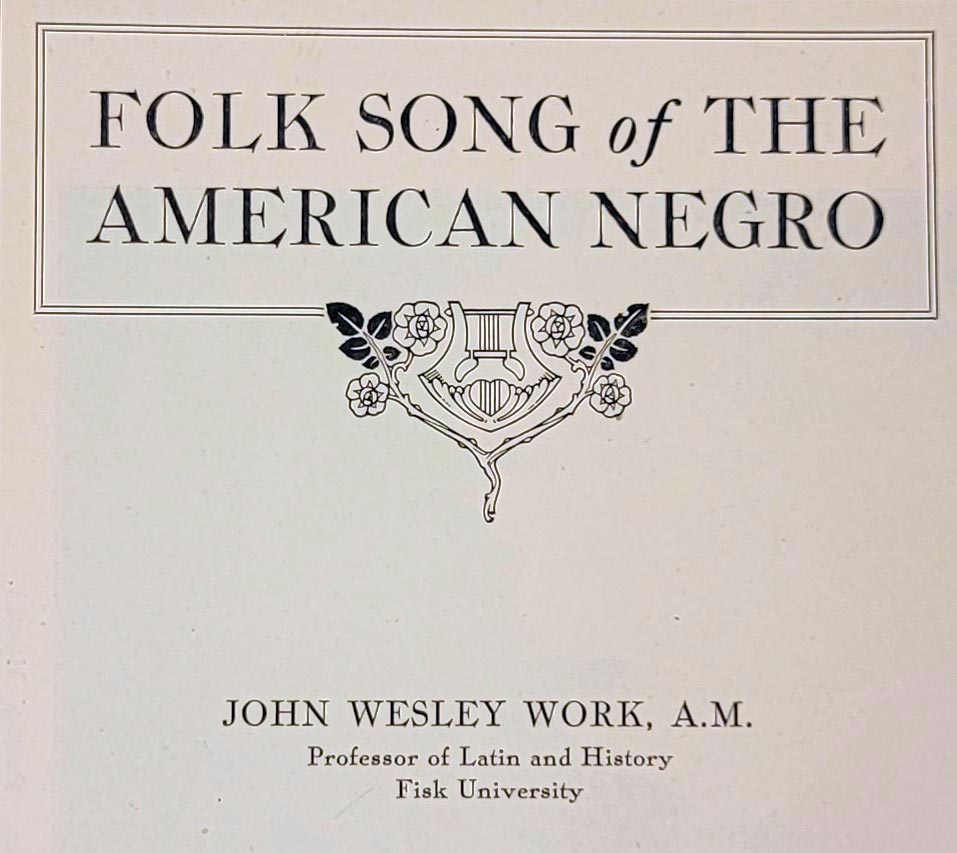 FOLK SONG of THE
AMERICAN NEGRO
JOHN WESLEY WORK, A.M.
Professor of Latin and History
Fisk University